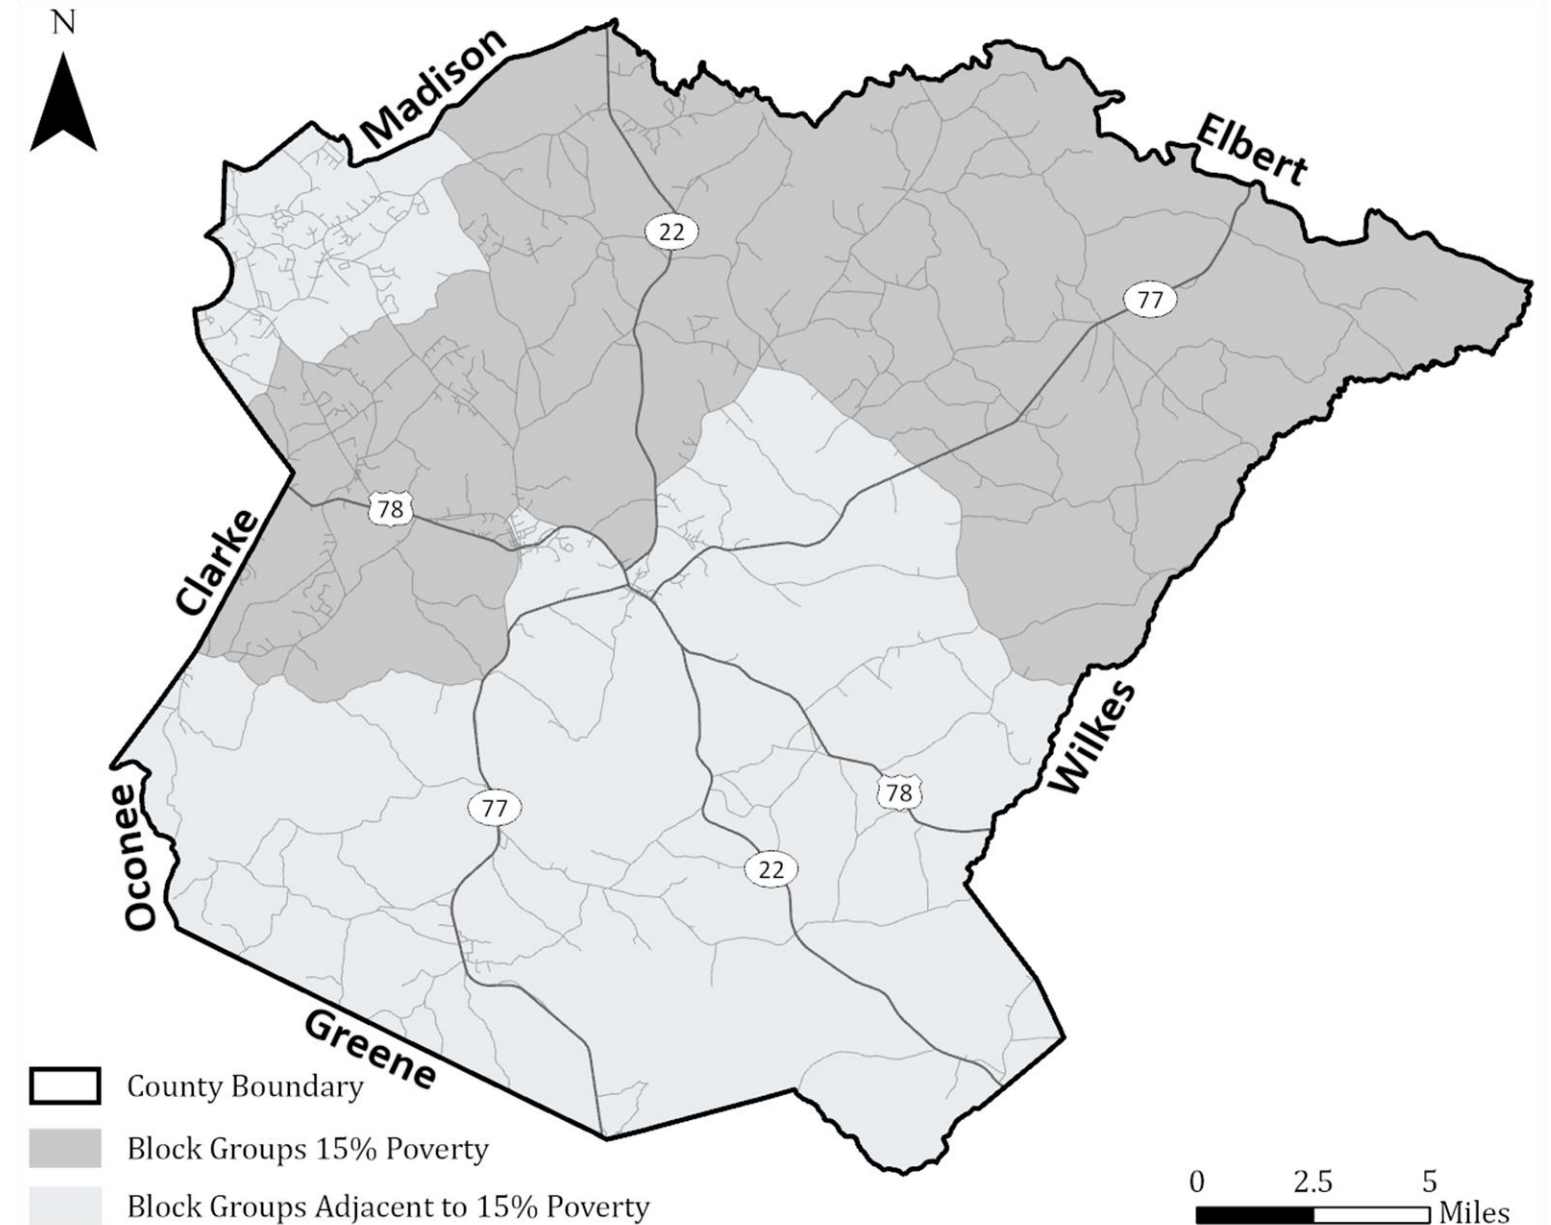 N
Madison
Elbert
22
77
78
Clarke
Wilkes
78
77
22
Oconee
Greene
County Boundary
Block Groups 15% Poverty
Block Groups Adjacent to 15% Poverty
0 2.5 5
Miles